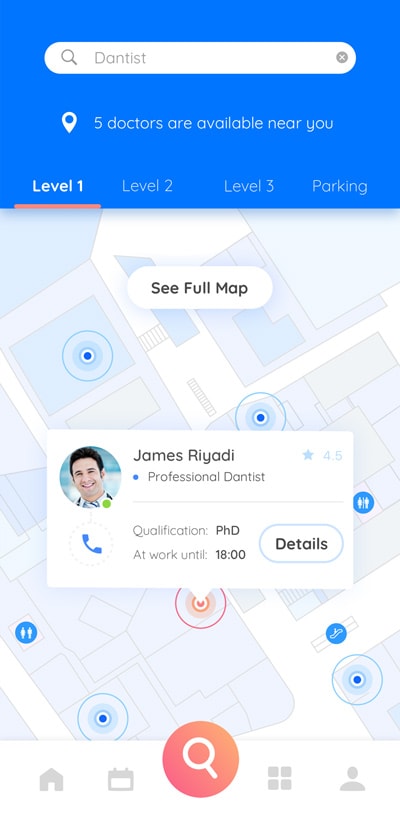 Dantist
5 doctors are available near you
Level 1 Level 2 Level 3 Parking
See Full Map
James Riyadi 4.5
Professional Dantist
Qualification: PhD
At work until: 18:00
Details